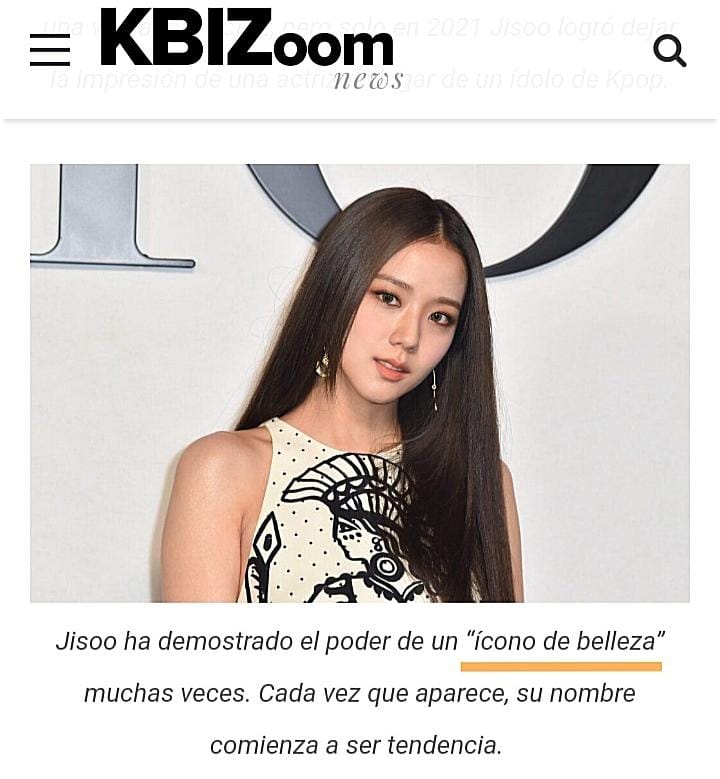 una v
pero solo en 2021 Jisoo logró dejar
KBIZoom
la impresión de una actriz
gar de un ídolo de Kpop.
news
Jisoo ha demostrado el poder de un “ícono de belleza”
muchas veces. Cada vez que aparece, su nombre
comienza a ser tendencia.